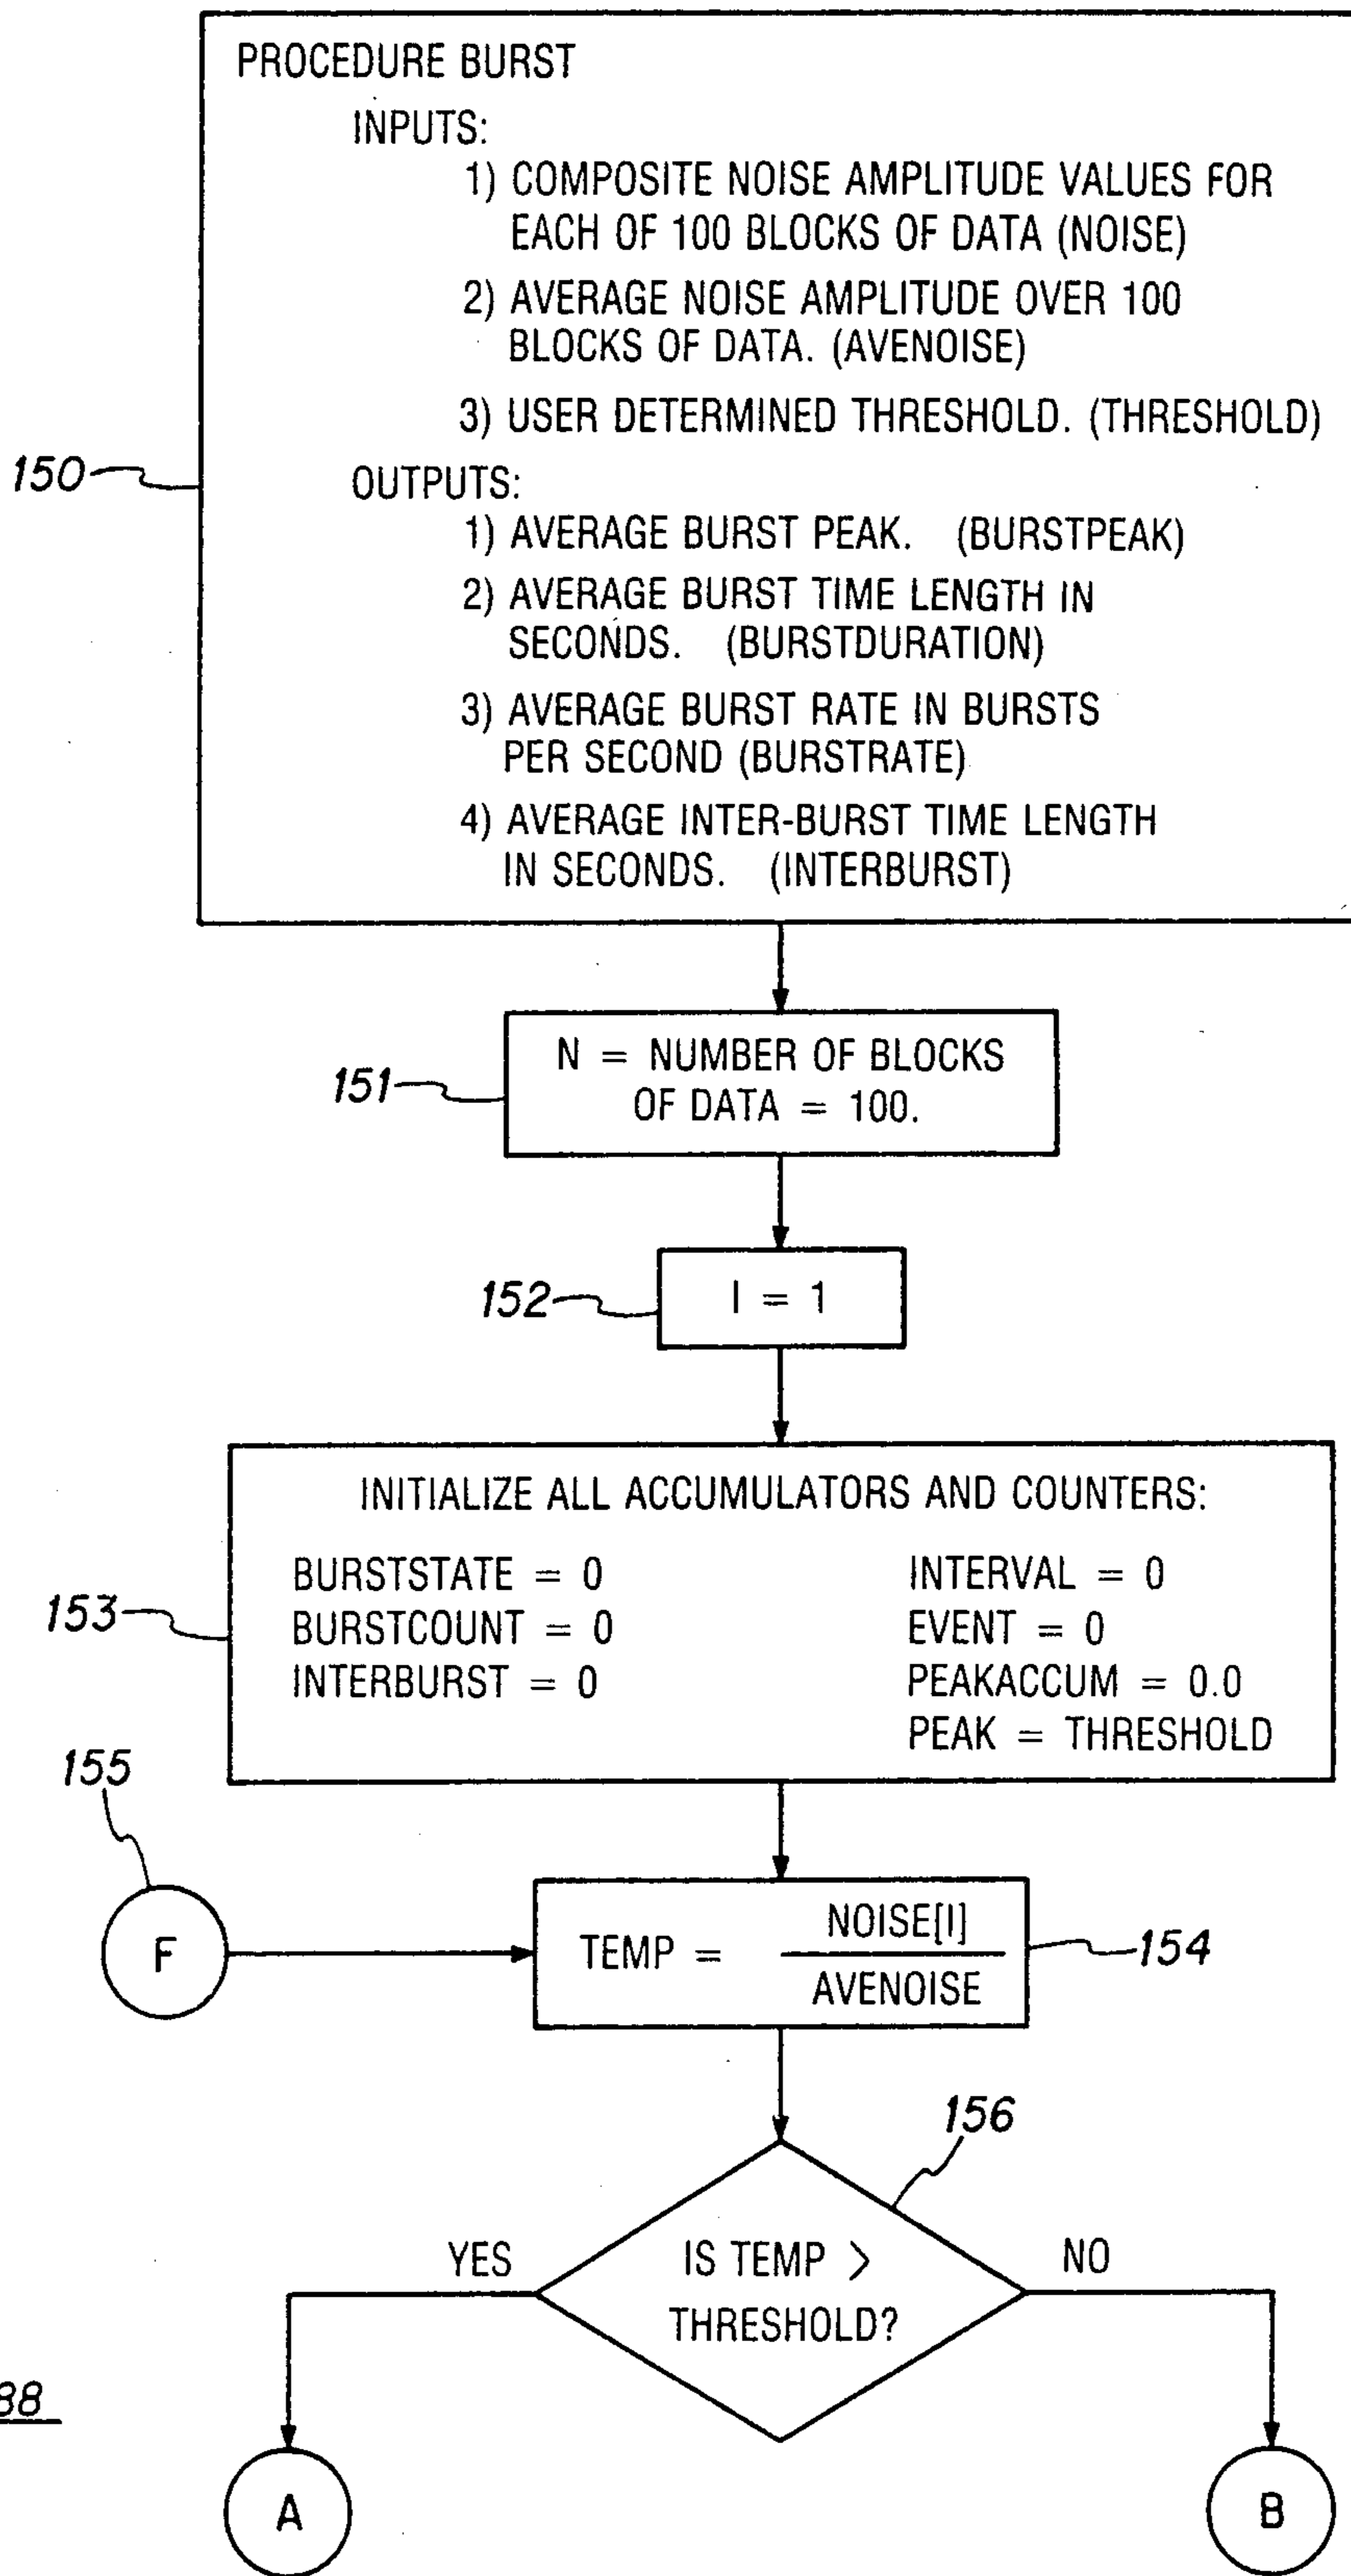 PROCEDURE BURST
INPUTS:
1) COMPOSITE NOISE AMPLITUDE VALUES FOR
EACH OF 100 BLOCKS OF DATA (NOISE)
2) AVERAGE NOISE AMPLITUDE OVER 100
BLOCKS OF DATA. (AVENOISE)
3) USER DETERMINED THRESHOLD. (THRESHOLD)
150
OUTPUTS:
1) AVERAGE BURST PEAK. (BURSTPEAK)
2) AVERAGE BURST TIME LENGTH IN
SECONDS. (BURSTDURATION)
3) AVERAGE BURST RATE IN BURSTS
PER SECOND (BURSTRATE)
4) AVERAGE INTER-BURST TIME LENGTH
IN SECONDS. (INTERBURST)
151
N = NUMBER OF BLOCKS
OF DATA = 100.
152
I = 1
153
INITIALIZE ALL ACCUMULATORS AND COUNTERS:
BURSTSTATE = 0
BURSTCOUNT = 0
INTERBURST = 0
INTERVAL = 0
EVENT = 0
PEAKACCUM = 0.0
PEAK = THRESHOLD
155
F
TEMP = NOISE[I]
AVENOISE
154
156
YES
IS TEMP >
THRESHOLD?
NO
88
A
B